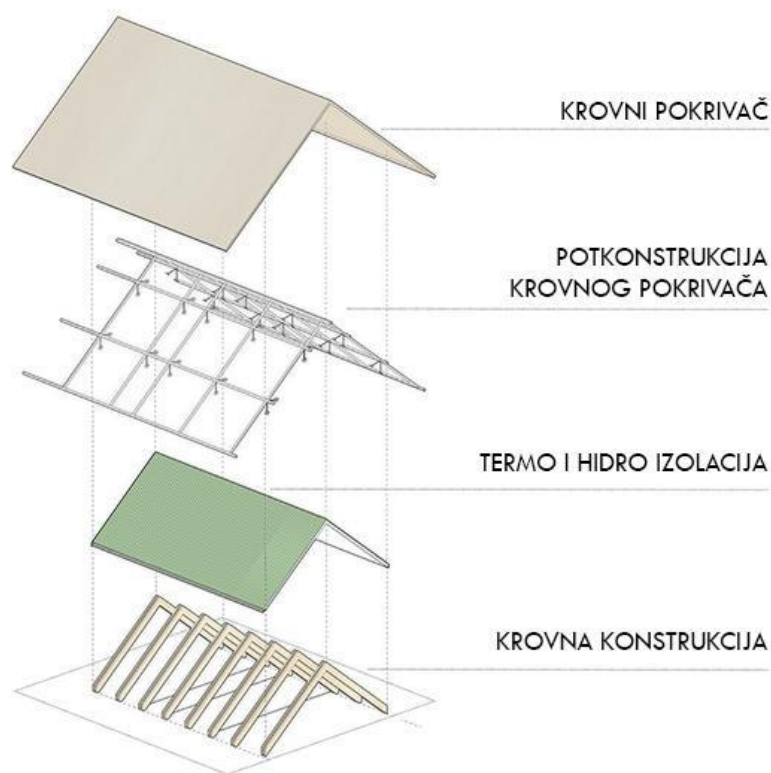 KROVNI POKRIVAČ
POTKONSTRUKCIJA
KROVNOG POKRIVAČA
TERMO I HIDRO IZOLACIJA
KROVNA KONSTRUKCIJA